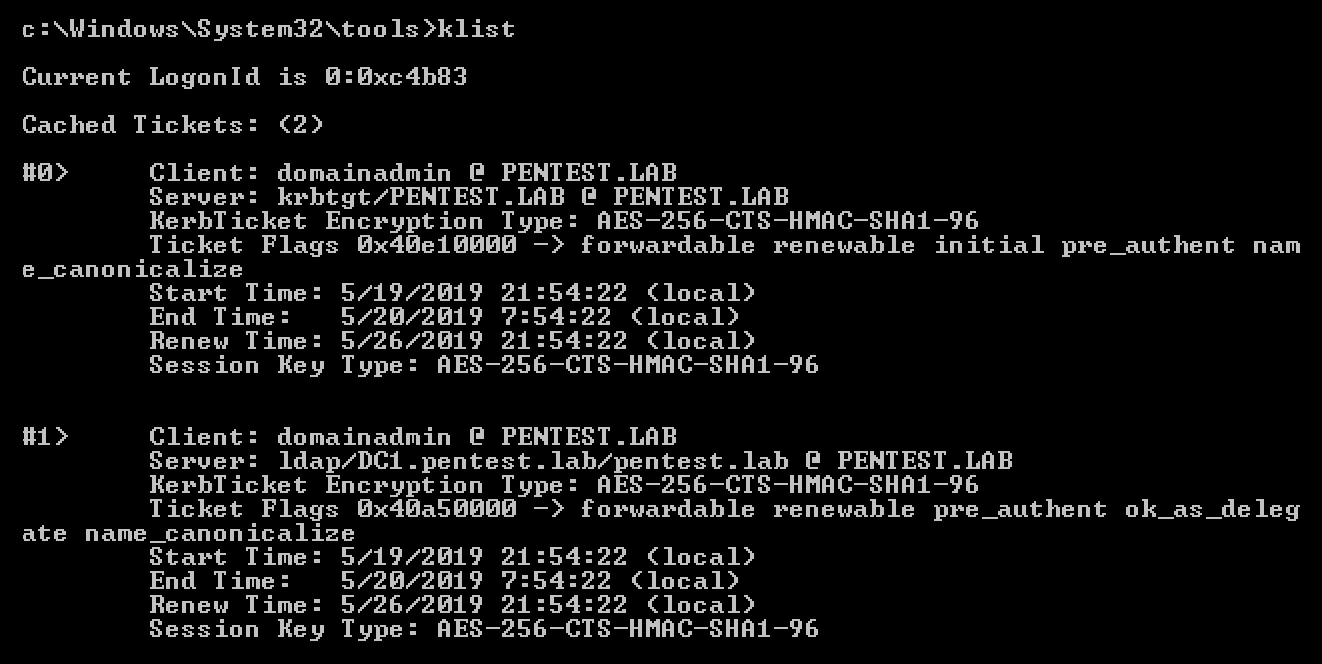 c:\Windows\System32\tools>klist
Current LogonId is 0:0xc4b83
Cached Tickets: (2)
#0>     Client: domainadmin @ PENTEST.LAB
        Server: krbtgt/PENTEST.LAB @ PENTEST.LAB
        KerbTicket Encryption Type: AES-256-CTS-HMAC-SHA1-96
        Ticket Flags 0x40e10000 -> forwardable renewable initial pre_authent nam
e_canonicalize
        Start Time: 5/19/2019 21:54:22 (local)
        End Time:   5/20/2019 7:54:22 (local)
        Renew Time: 5/26/2019 21:54:22 (local)
        Session Key Type: AES-256-CTS-HMAC-SHA1-96
#1>     Client: domainadmin @ PENTEST.LAB
        Server: ldap/DC1.pentest.lab/pentest.lab @ PENTEST.LAB
        KerbTicket Encryption Type: AES-256-CTS-HMAC-SHA1-96
        Ticket Flags 0x40a50000 -> forwardable renewable pre_authent ok_as_deleg
ate name_canonicalize
        Start Time: 5/19/2019 21:54:22 (local)
        End Time:   5/20/2019 7:54:22 (local)
        Renew Time: 5/26/2019 21:54:22 (local)
        Session Key Type: AES-256-CTS-HMAC-SHA1-96